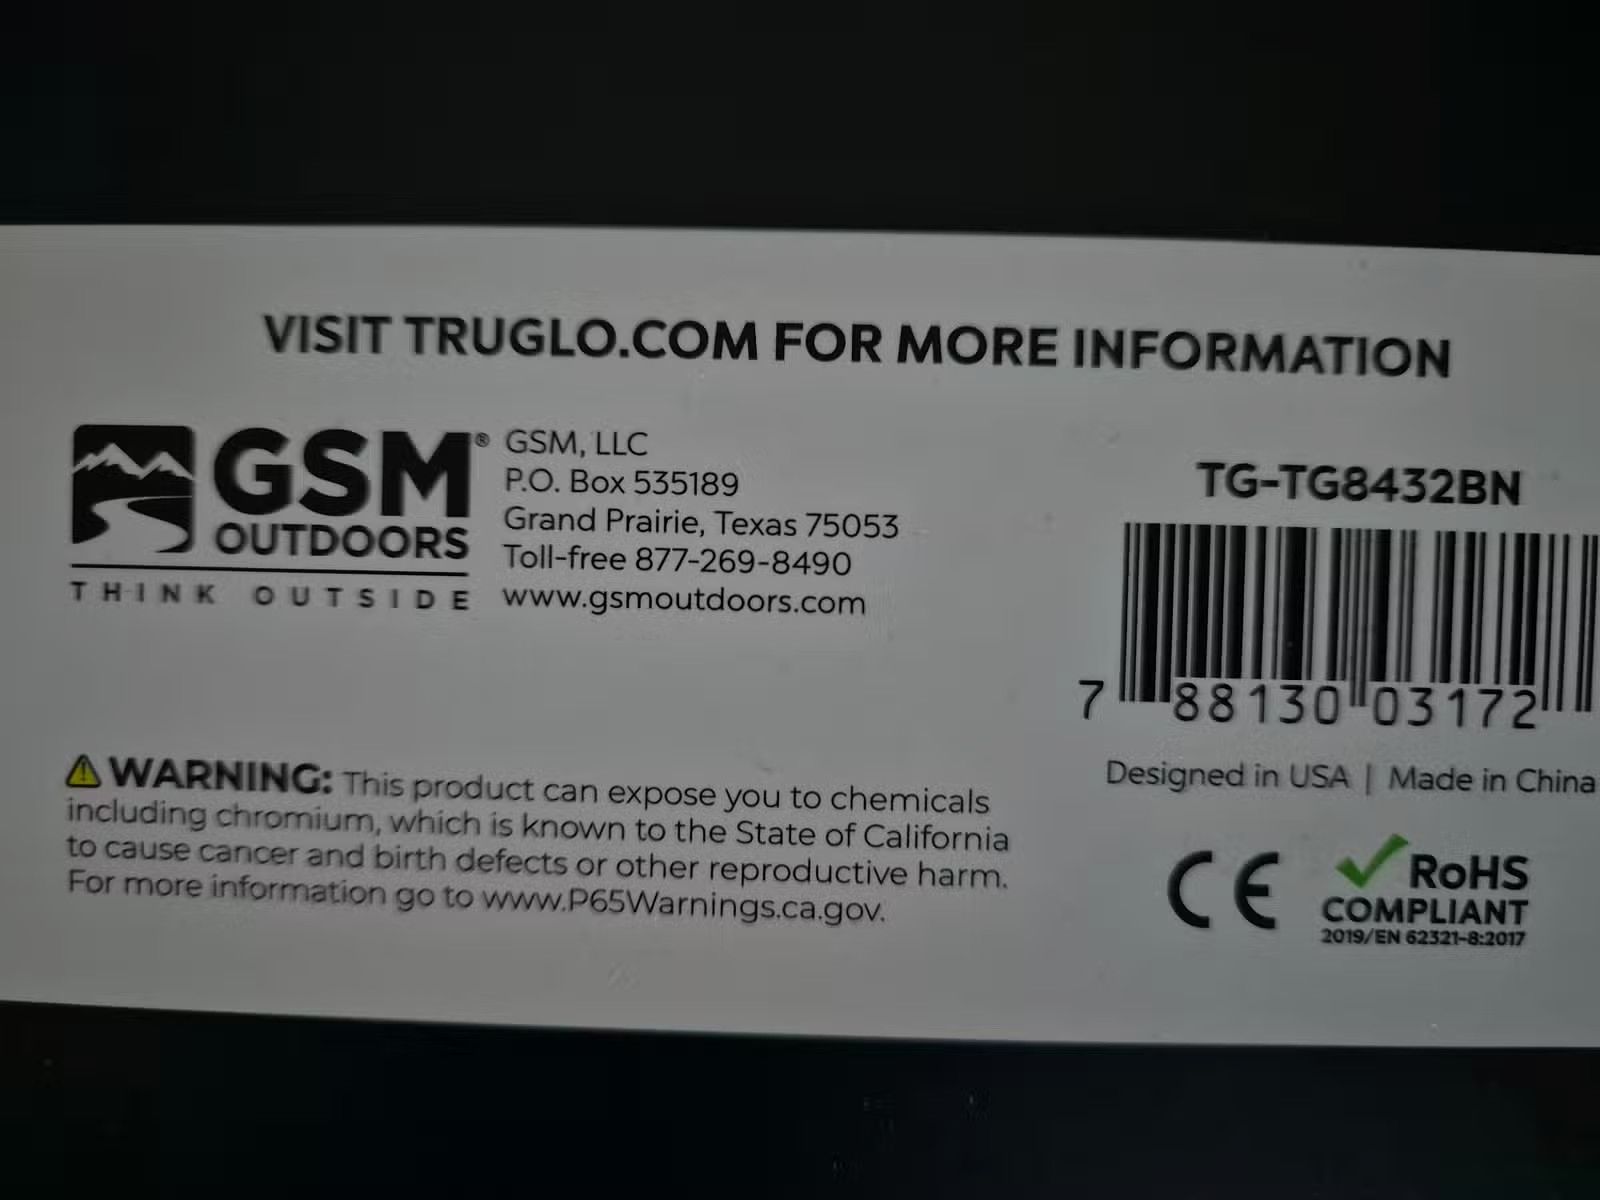 VISIT TRUGLO.COM FOR MORE INFORMATION
GSM®
OUTDOORS
THINK OUTSIDE
GSM, LLC
P.O. Box 535189
Grand Prairie, Texas 75053
Toll-free 877-269-8490
www.gsmoutdoors.com
TG-TG8432BN
7 88130 03172
Designed in USA | Made in China
WARNING: This product can expose you to chemicals
including chromium, which is known to the State of California
to cause cancer and birth defects or other reproductive harm.
For more information go to www.P65Warnings.ca.gov.
CE
RoHS
COMPLIANT
2019/EN 62321-8:2017